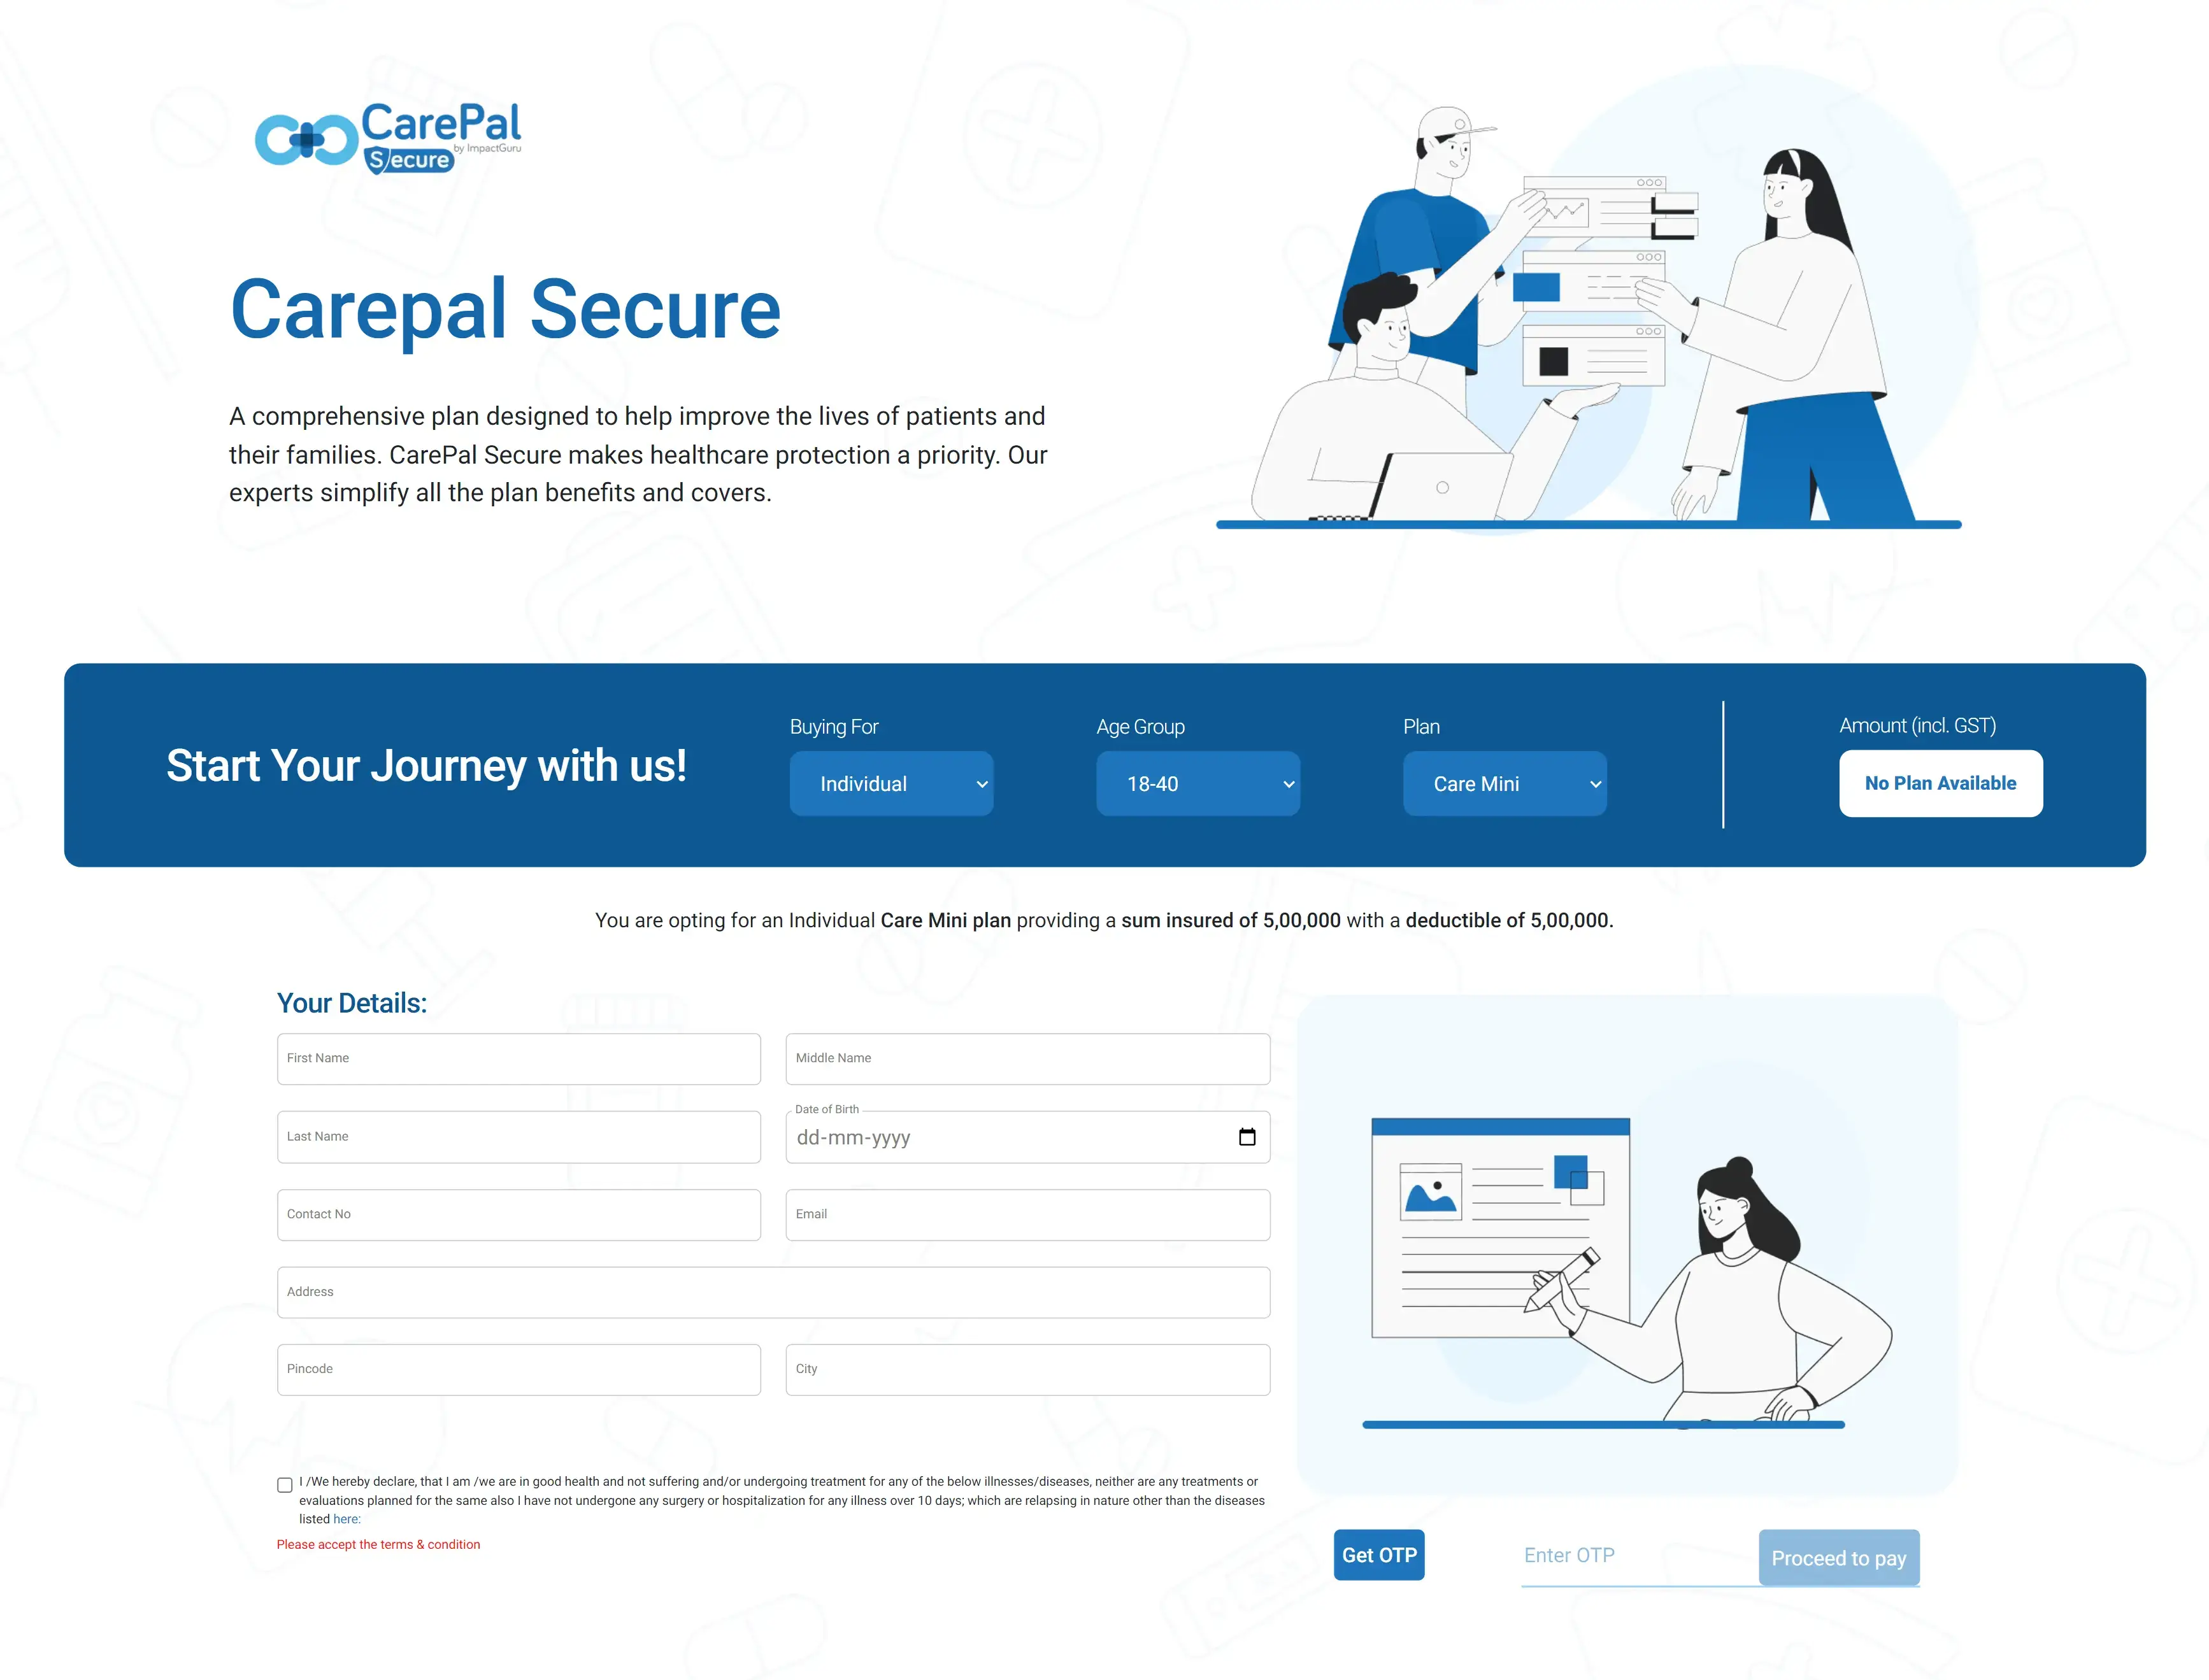 CarePal
by ImpactGuru
Secure
Carepal Secure
A comprehensive plan designed to help improve the lives of patients and
their families. CarePal Secure makes healthcare protection a priority. Our
experts simplify all the plan benefits and covers.
Start Your Journey with us!
Buying For
Individual
Age Group
18-40
Plan
Care Mini
Amount (incl. GST)
No Plan Available
You are opting for an Individual Care Mini plan providing a sum insured of 5,00,000 with a deductible of 5,00,000.
Your Details:
First Name
Middle Name
Last Name
Date of Birth
dd-mm-yyyy
Contact No
Email
Address
Pincode
City
I /We hereby declare, that I am /we are in good health and not suffering and/or undergoing treatment for any of the below illnesses/diseases, neither are any treatments or
evaluations planned for the same also I have not undergone any surgery or hospitalization for any illness over 10 days; which are relapsing in nature other than the diseases
listed here:
Please accept the terms & condition
Get OTP
Enter OTP
Proceed to pay